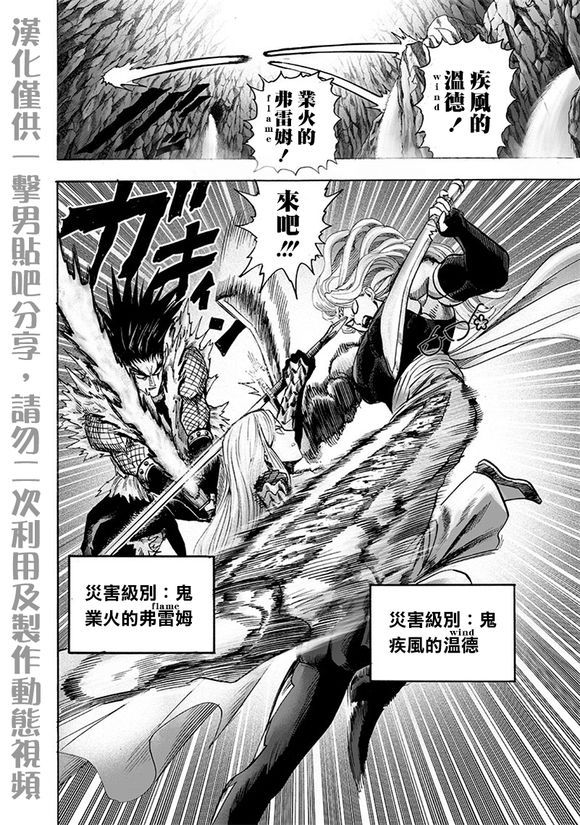 疾風的
溫德！
wind
業火的
弗雷姆！
flame
來吧!!!
ガキィン
災害級別：鬼
業火的弗雷姆
flame
災害級別：鬼
疾風的温德
wind
漢化僅供一擊男貼吧分享，請勿二次利用及製作動態視頻